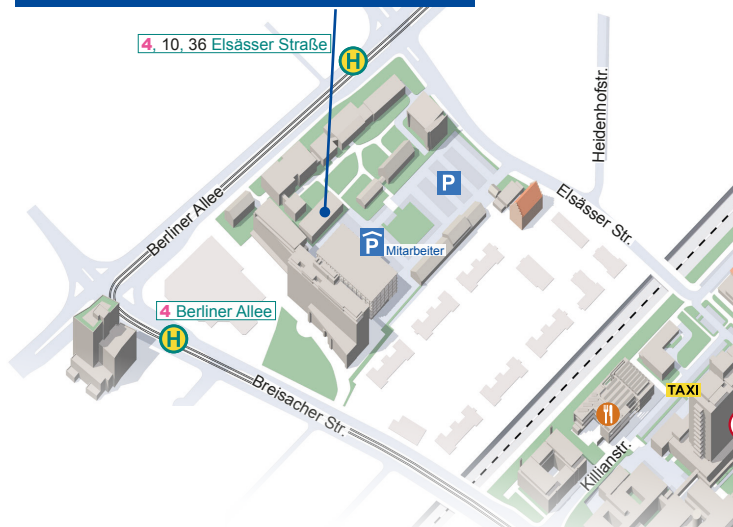 4, 10, 36 Elsässer Straße
H
Heidenhofstr.
P
Elsässer Str.
Berliner Allee
P Mitarbeiter
4 Berliner Allee
H
Breisacher Str.
TAXI
Killianstr.